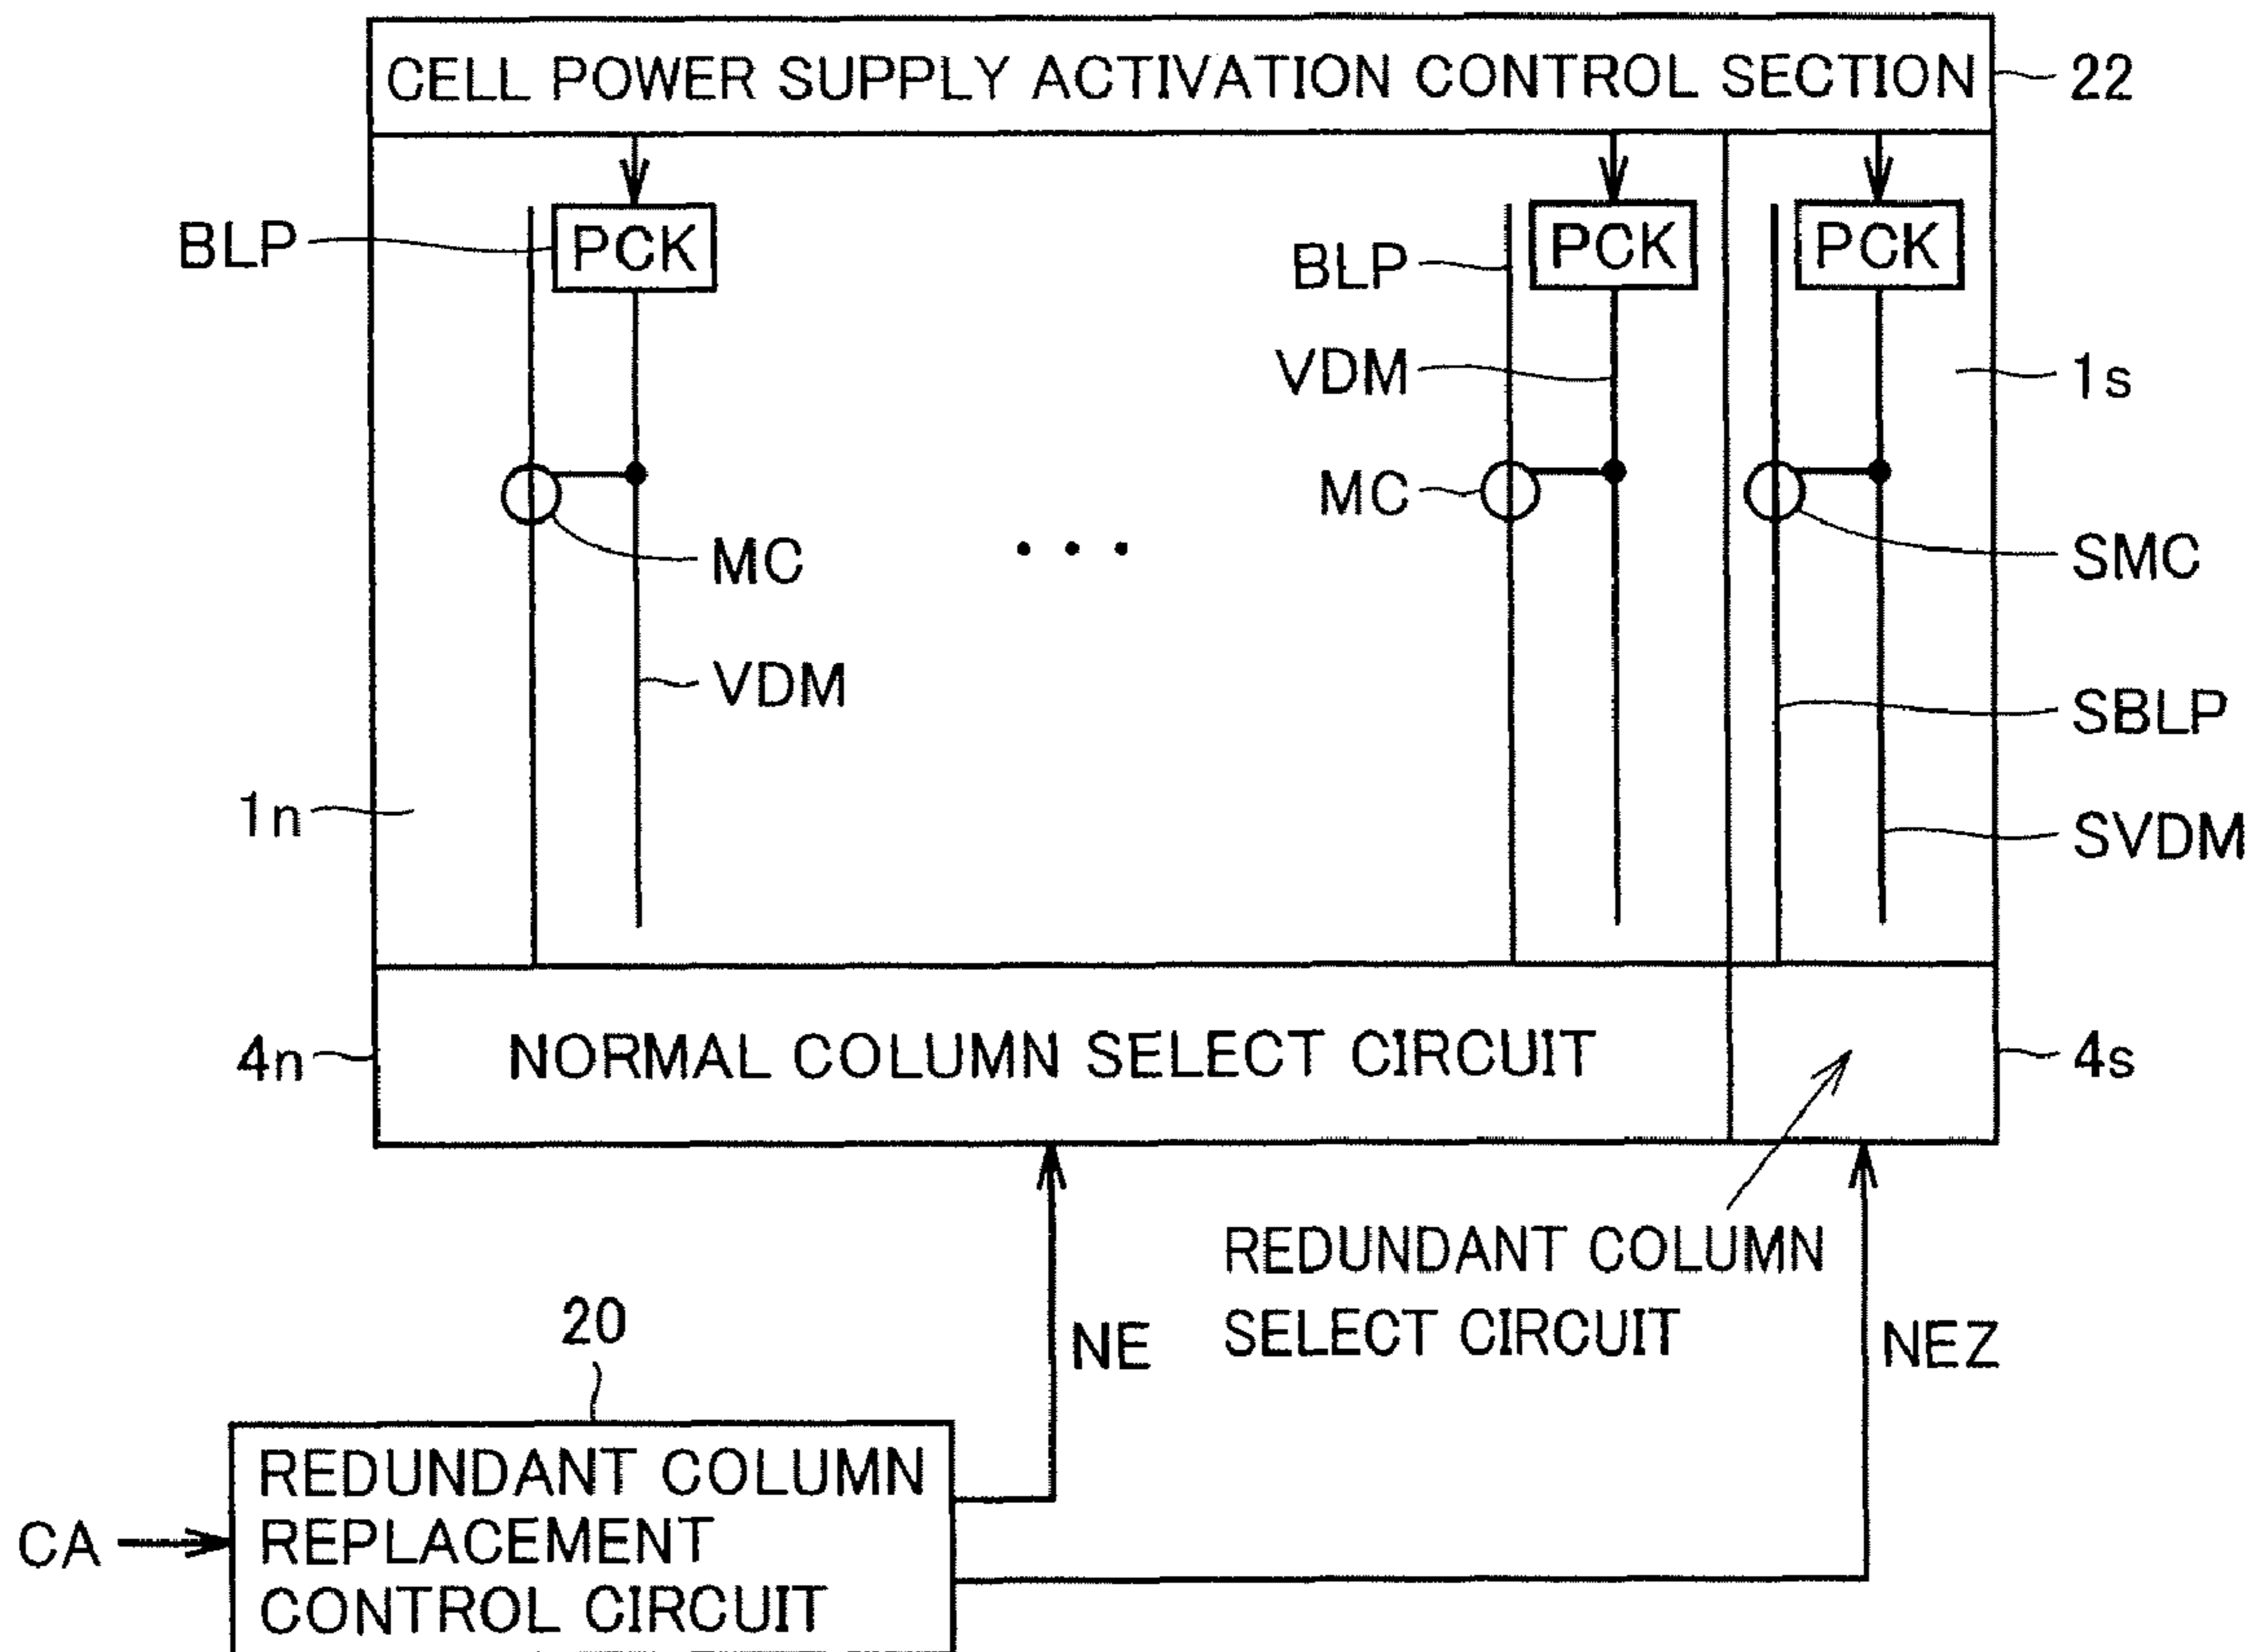 CELL POWER SUPPLY ACTIVATION CONTROL SECTION
22
BLP
PCK
BLP
PCK
PCK
VDM
1s
MC
MC
SMC
VDM
SBLP
1n
SVDM
4n
NORMAL COLUMN SELECT CIRCUIT
4s
REDUNDANT COLUMN
SELECT CIRCUIT
20
NE
NEZ
REDUNDANT COLUMN
REPLACEMENT
CONTROL CIRCUIT
CA